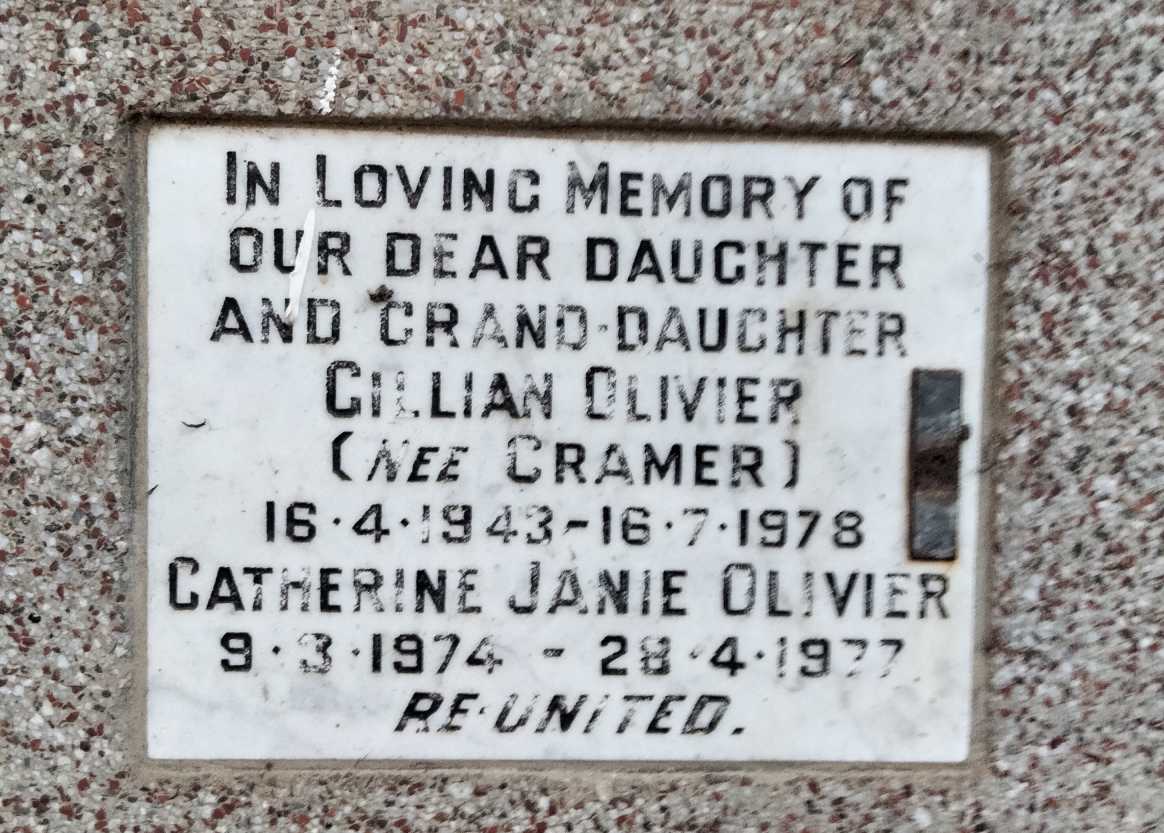 IN LOVING MEMORY OF
OUR DEAR DAUGHTER
AND GRAND-DAUGHTER
GILLIAN OLIVIER
(NEE CRAMER)
16·4·1943-16·7·1978
CATHERINE JANIE OLIVIER
9·3·1974 - 28·4·1977
RE-UNITED.